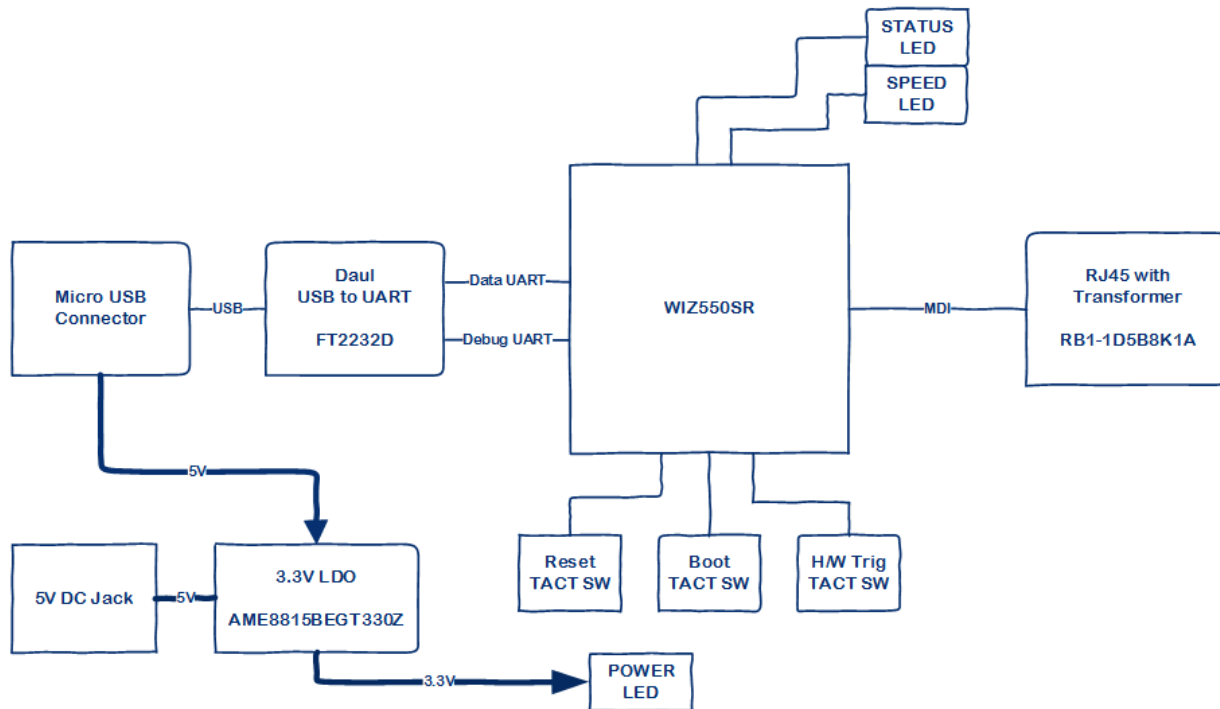 STATUS
LED
SPEED
LED
Micro USB
Connector
USB
Daul
USB to UART
FT2232D
Data UART
Debug UART
WIZ550SR
MDI
RJ45 with
Transformer
RB1-1D5B8K1A
5V
5V DC Jack
5V
3.3V LDO
AME8815BEGT330Z
Reset
TACT SW
Boot
TACT SW
H/W Trig
TACT SW
3.3V
POWER
LED